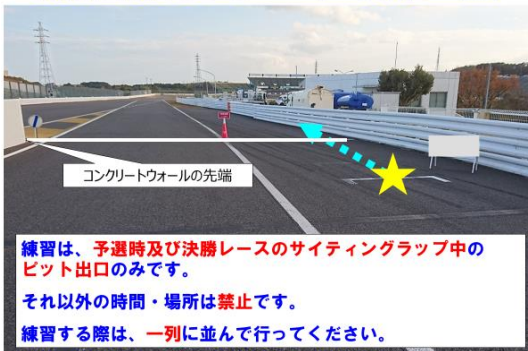 コンクリートウォールの先端
練習は、予選時及び決勝レースのサイティングラップ中の
ピット出口のみです。
それ以外の時間・場所は禁止です。
練習する際は、一列に並んで行ってください。